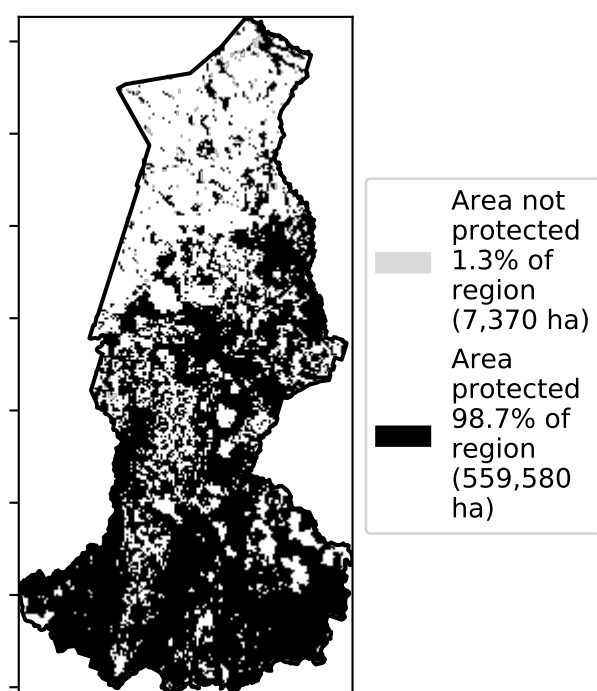 Area not
protected
1.3% of
region
(7,370 ha)
Area
protected
98.7% of
region
(559,580
ha)